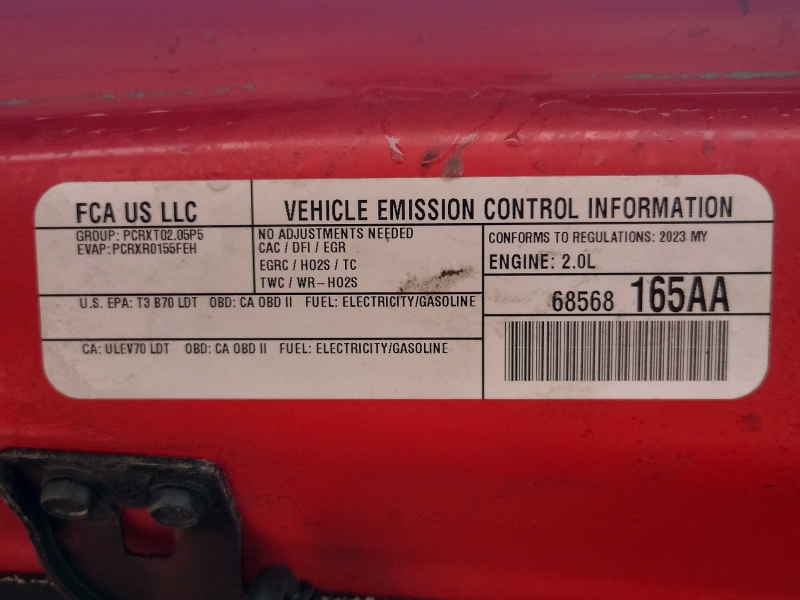 FCA US LLC
VEHICLE EMISSION CONTROL INFORMATION
GROUP: PCRXT02.05P5
EVAP: PCRXR0155FEH
NO ADJUSTMENTS NEEDED
CAC / DFI / EGR
EGRC / HO2S / TC
TWC / WR-HO2S
CONFORMS TO REGULATIONS: 2023 MY
ENGINE: 2.0L
U.S. EPA: T3 B70 LDT OBD: CA OBD II FUEL: ELECTRICITY/GASOLINE
68568 165AA
CA: ULEV70 LDT OBD: CA OBD II FUEL: ELECTRICITY/GASOLINE